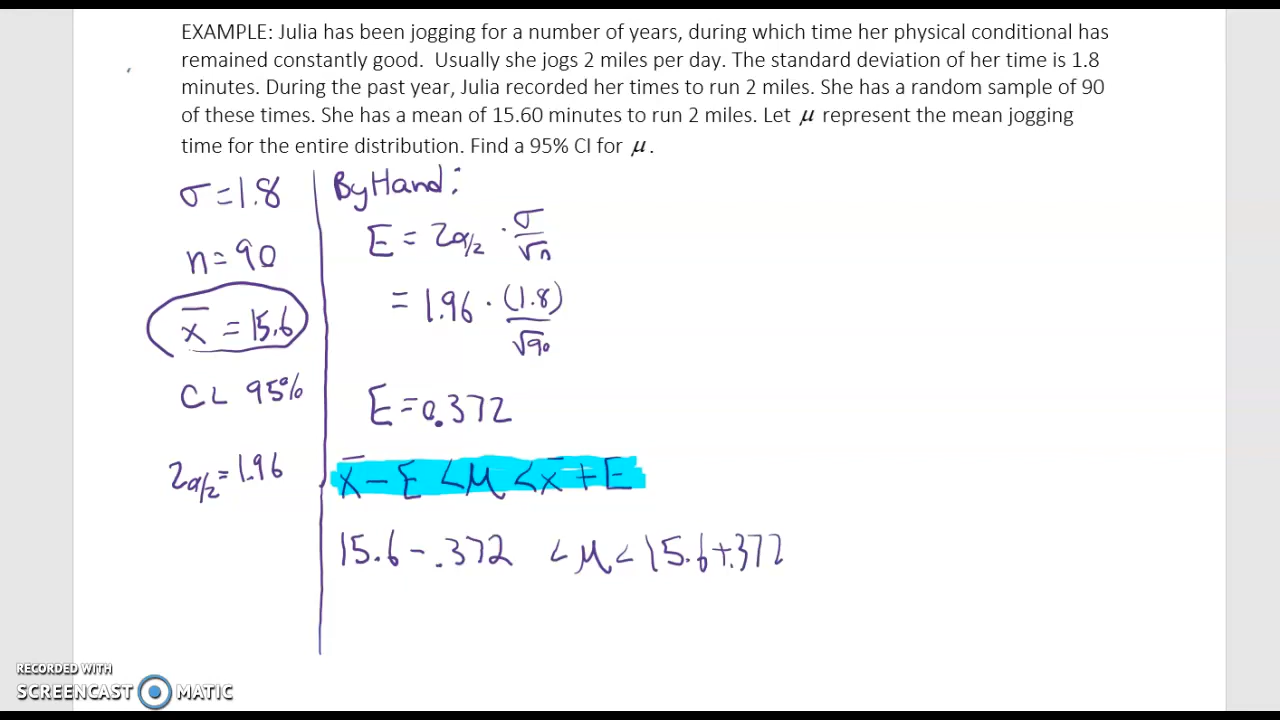 EXAMPLE: Julia has been jogging for a number of years, during which time her physical conditional has
remained constantly good. Usually she jogs 2 miles per day. The standard deviation of her time is 1.8
minutes. During the past year, Julia recorded her times to run 2 miles. She has a random sample of 90
of these times. She has a mean of 15.60 minutes to run 2 miles. Let μ represent the mean jogging
time for the entire distribution. Find a 95% CI for μ.
σ = 1.8
n = 90
x̄ = 15.6
CL 95%
Zα/2 = 1.96
By Hand:
E = Zα/2 · σ/√n
= 1.96 · (1.8)/√90
E = 0.372
x̄ - E < μ < x̄ + E
15.6 - .372 < μ < 15.6 + .372
RECORDED WITH
SCREENCAST MATIC